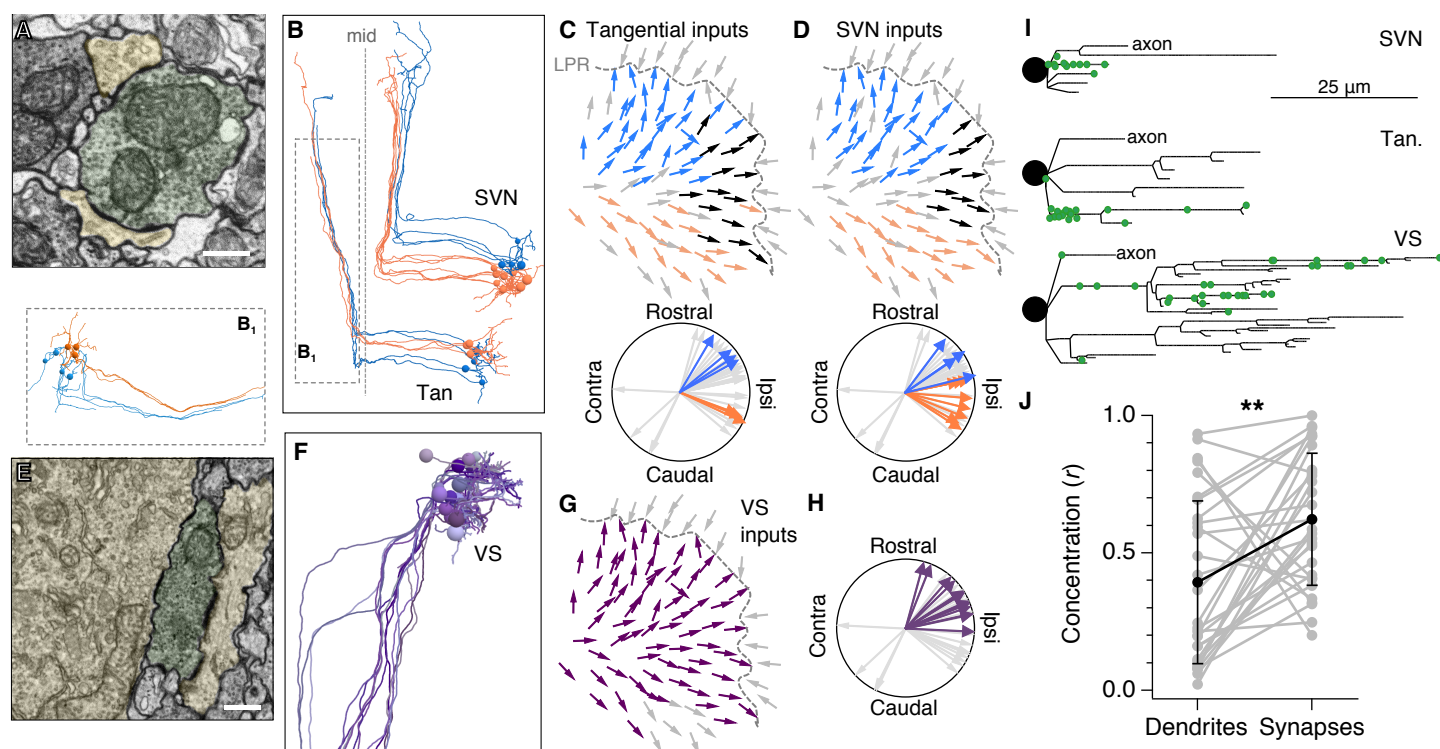 A
B
mid
SVN
B1
Tan
B1
C
Tangential inputs
LPR
Rostral
Contra
Ipsi
Caudal
D
SVN inputs
Rostral
Contra
Ipsi
Caudal
E
F
VS
G
VS
inputs
H
Rostral
Contra
Ipsi
Caudal
I
SVN
axon
25 µm
Tan.
axon
VS
axon
J
**
1.0
0.5
0.0
Concentration (r)
Dendrites Synapses